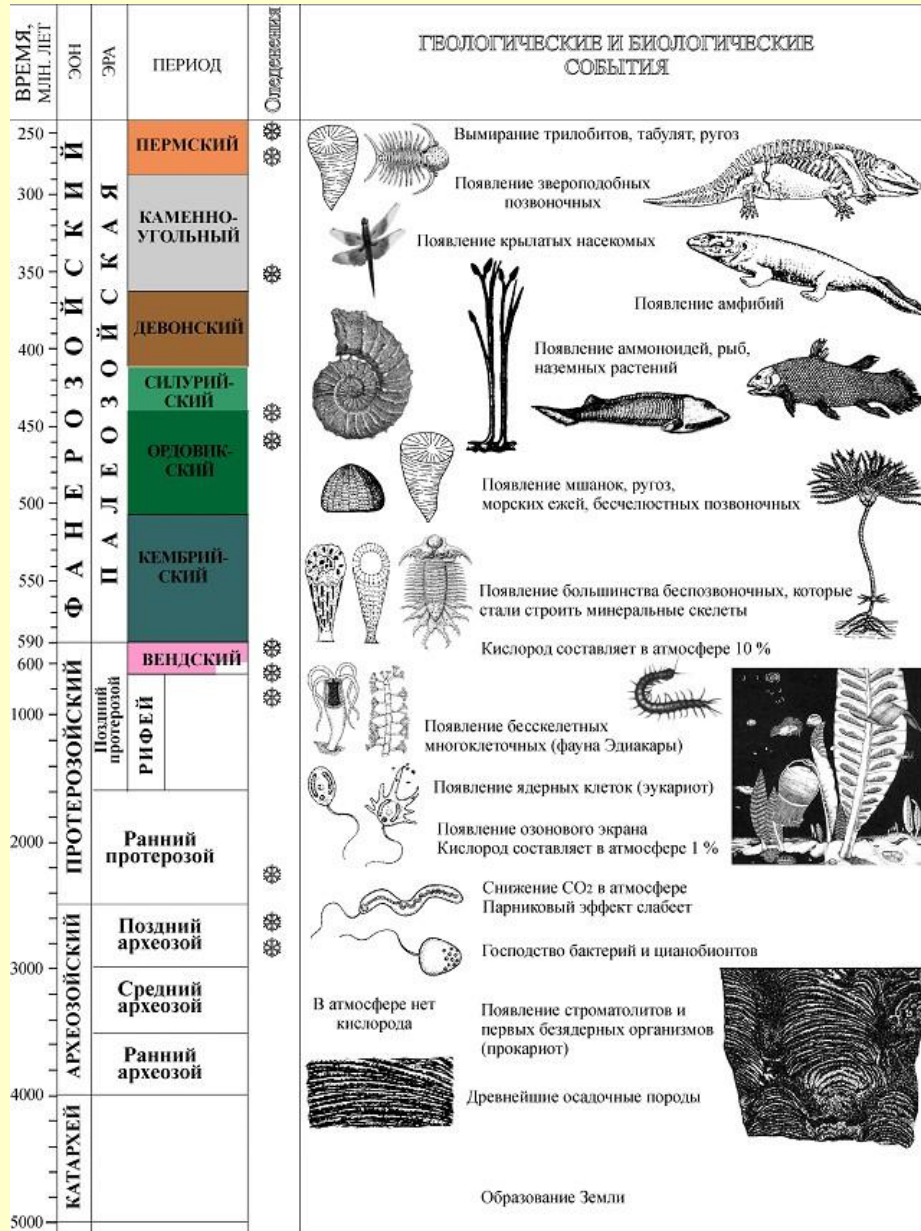 ВРЕМЯ,
МЛН. ЛЕТ
ЭОН
ЭРА
ПЕРИОД
Оледенения
ГЕОЛОГИЧЕСКИЕ И БИОЛОГИЧЕСКИЕ
СОБЫТИЯ
250
300
350
400
450
500
550
590
600
1000
2000
3000
4000
5000
ФАНЕРОЗОЙСКИЙ
ПРОТЕРОЗОЙСКИЙ
АРХЕОЗОЙСКИЙ
КАТАРХЕЙ
ПАЛЕОЗОЙСКАЯ
Поздний
протерозой
РИФЕЙ
ПЕРМСКИЙ
КАМЕННО-
УГОЛЬНЫЙ
ДЕВОНСКИЙ
СИЛУРИЙ-
СКИЙ
ОРДОВИК-
СКИЙ
КЕМБРИЙ-
СКИЙ
ВЕНДСКИЙ
Ранний
протерозой
Поздний
археозой
Средний
археозой
Ранний
археозой
Вымирание трилобитов, табулят, ругоз
Появление звероподобных
позвоночных
Появление крылатых насекомых
Появление амфибий
Появление аммоноидей, рыб,
наземных растений
Появление мшанок, ругоз,
морских ежей, бесчелюстных позвоночных
Появление большинства беспозвоночных, которые
стали строить минеральные скелеты
Кислород составляет в атмосфере 10 %
Появление бесскелетных
многоклеточных (фауна Эдиакары)
Появление ядерных клеток (эукариот)
Появление озонового экрана
Кислород составляет в атмосфере 1 %
Снижение CO2 в атмосфере
Парниковый эффект слабеет
Господство бактерий и цианобионтов
В атмосфере нет
кислорода
Появление строматолитов и
первых безядерных организмов
(прокариот)
Древнейшие осадочные породы
Образование Земли